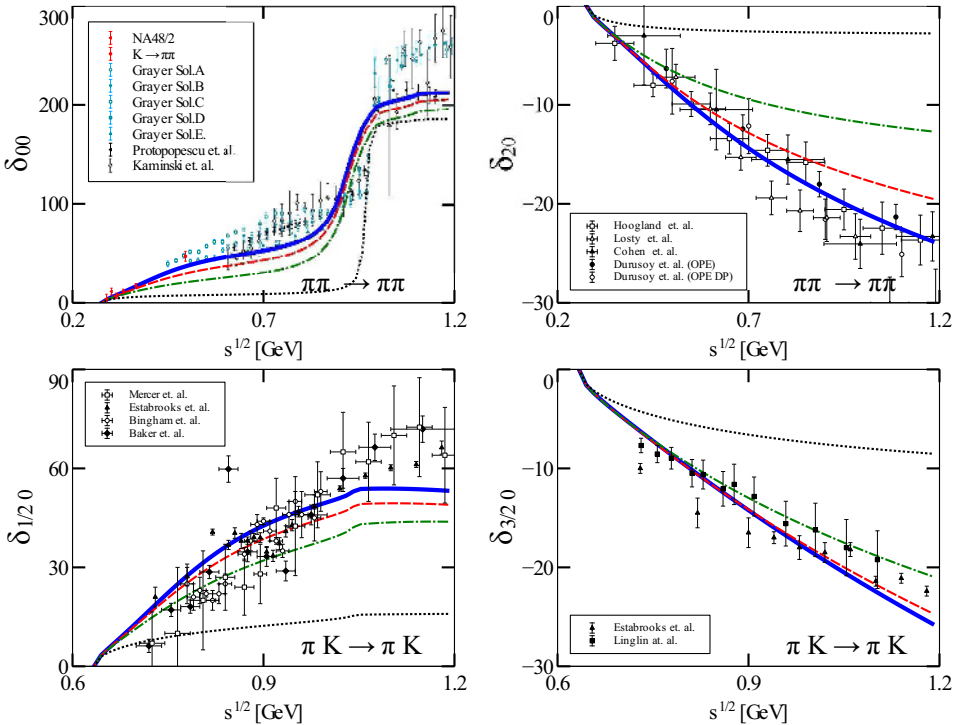 300
200
100
0
δ00
NA48/2
K → ππ
Grayer Sol.A
Grayer Sol.B
Grayer Sol.C
Grayer Sol.D
Grayer Sol.E.
Protopopescu et. al.
Kaminski et. al.
ππ → ππ
0.2
0.7
1.2
s^1/2 [GeV]
0
−10
−20
−30
δ20
Hoogland et. al.
Losty et. al.
Cohen et. al.
Durusoy et. al (OPE)
Durusoy et. al (OPE DP)
ππ → ππ
0.2
0.7
1.2
s^1/2 [GeV]
90
60
30
0
δ1/2 0
Mercer et. al.
Estabrooks et. al.
Bingham et. al.
Baker et. al.
π K → π K
0.6
0.9
1.2
s^1/2 [GeV]
0
−10
−20
−30
δ3/2 0
Estabrooks et. al.
Linglin at. al.
π K → π K
0.6
0.9
1.2
s^1/2 [GeV]